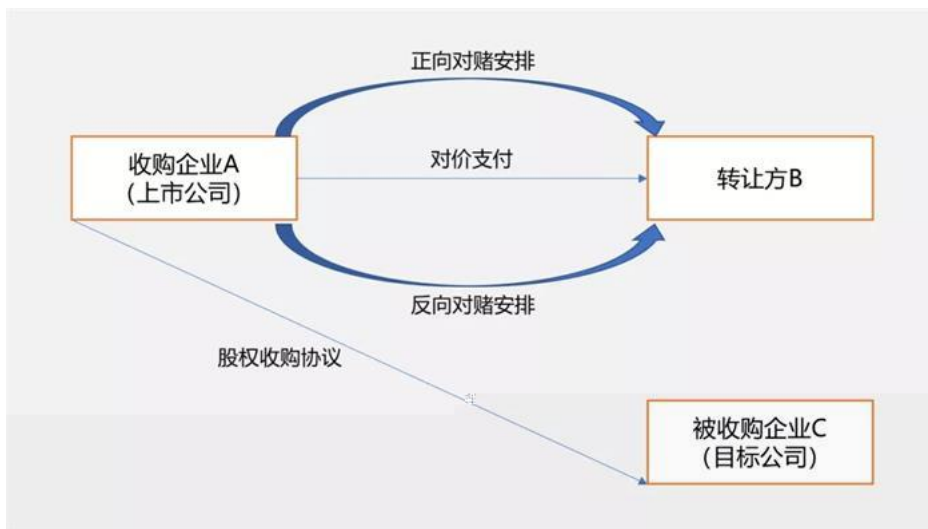 正向对赌安排
收购企业A
（上市公司）
对价支付
转让方B
反向对赌安排
股权收购协议
被收购企业C
（目标公司）